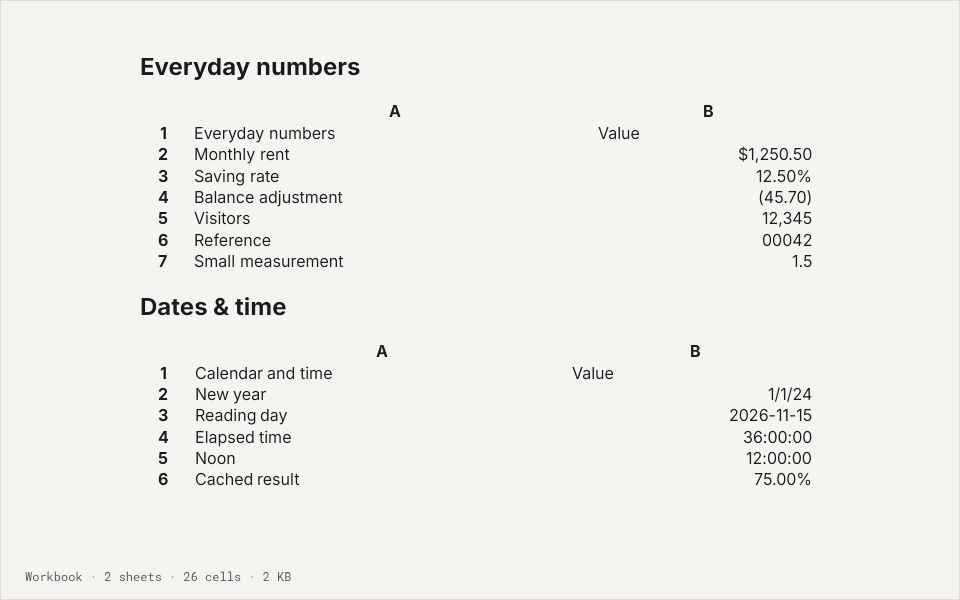 Everyday numbers
A B
1 Everyday numbers Value
2 Monthly rent $1,250.50
3 Saving rate 12.50%
4 Balance adjustment (45.70)
5 Visitors 12,345
6 Reference 00042
7 Small measurement 1.5
Dates & time
A B
1 Calendar and time Value
2 New year 1/1/24
3 Reading day 2026-11-15
4 Elapsed time 36:00:00
5 Noon 12:00:00
6 Cached result 75.00%
Workbook · 2 sheets · 26 cells · 2 KB